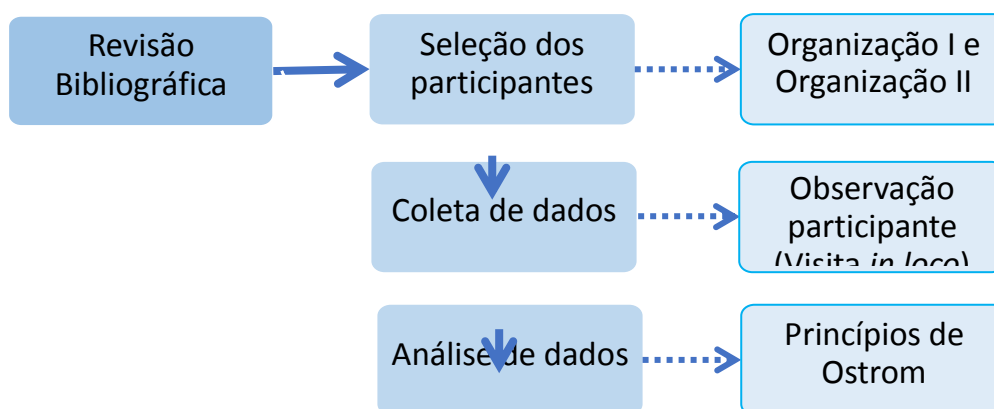 Revisão
Bibliográfica
Seleção dos
participantes
Organização I e
Organização II
Coleta de dados
Observação
participante
(Visita in loco)
Análise de dados
Princípios de
Ostrom